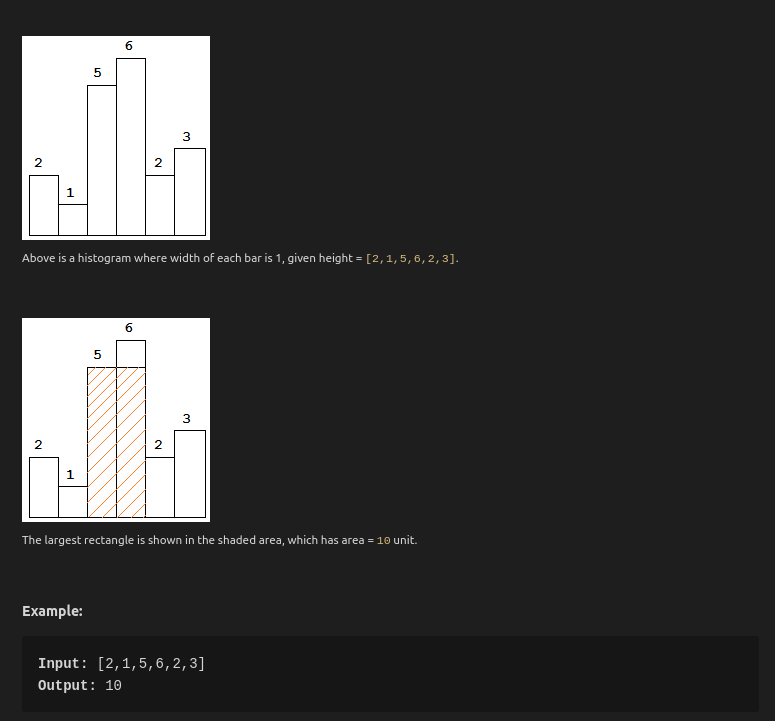 6
5
3
2
2
1
Above is a histogram where width of each bar is 1, given height = [2,1,5,6,2,3].
6
5
3
2
2
1
The largest rectangle is shown in the shaded area, which has area = 10 unit.
Example:
Input: [2,1,5,6,2,3]
Output: 10